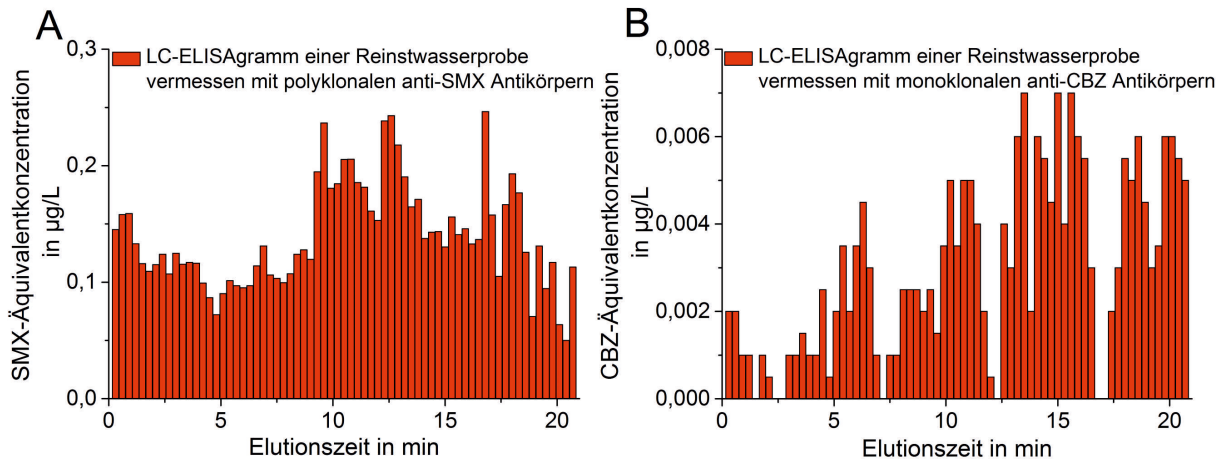 A
0,3
LC-ELISAgramm einer Reinstwasserprobe
vermessen mit polyklonalen anti-SMX Antikörpern
0,2
0,1
0,0
SMX-Äquivalentkonzentration
in µg/L
0
5
10
15
20
Elutionszeit in min
B
0,008
LC-ELISAgramm einer Reinstwasserprobe
vermessen mit monoklonalen anti-CBZ Antikörpern
0,006
0,004
0,002
0,000
CBZ-Äquivalentkonzentration
in µg/L
0
5
10
15
20
Elutionszeit in min